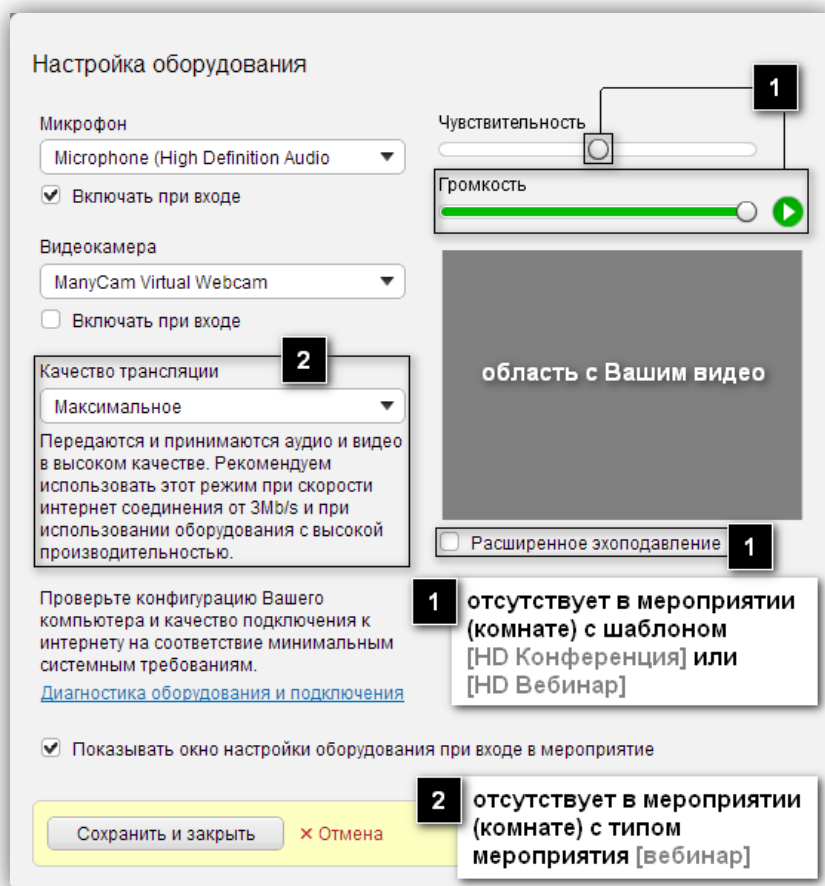 Настройка оборудования
1
Микрофон
Чувствительность
Microphone (High Definition Audio
Включать при входе
Громкость
Видеокамера
ManyCam Virtual Webcam
Включать при входе
2
Качество трансляции
Максимальное
Передаются и принимаются аудио и видео
в высоком качестве. Рекомендуем
использовать этот режим при скорости
интернет соединения от 3Mb/s и при
использовании оборудования с высокой
производительностью.
область с Вашим видео
Расширенное эхоподавление
1
Проверьте конфигурацию Вашего
компьютера и качество подключения к
интернету на соответствие минимальным
системным требованиям.
Диагностика оборудования и подключения
1
отсутствует в мероприятии
(комнате) с шаблоном
[HD Конференция] или
[HD Вебинар]
Показывать окно настройки оборудования при входе в мероприятие
Сохранить и закрыть
× Отмена
2
отсутствует в мероприятии
(комнате) с типом
мероприятия [вебинар]